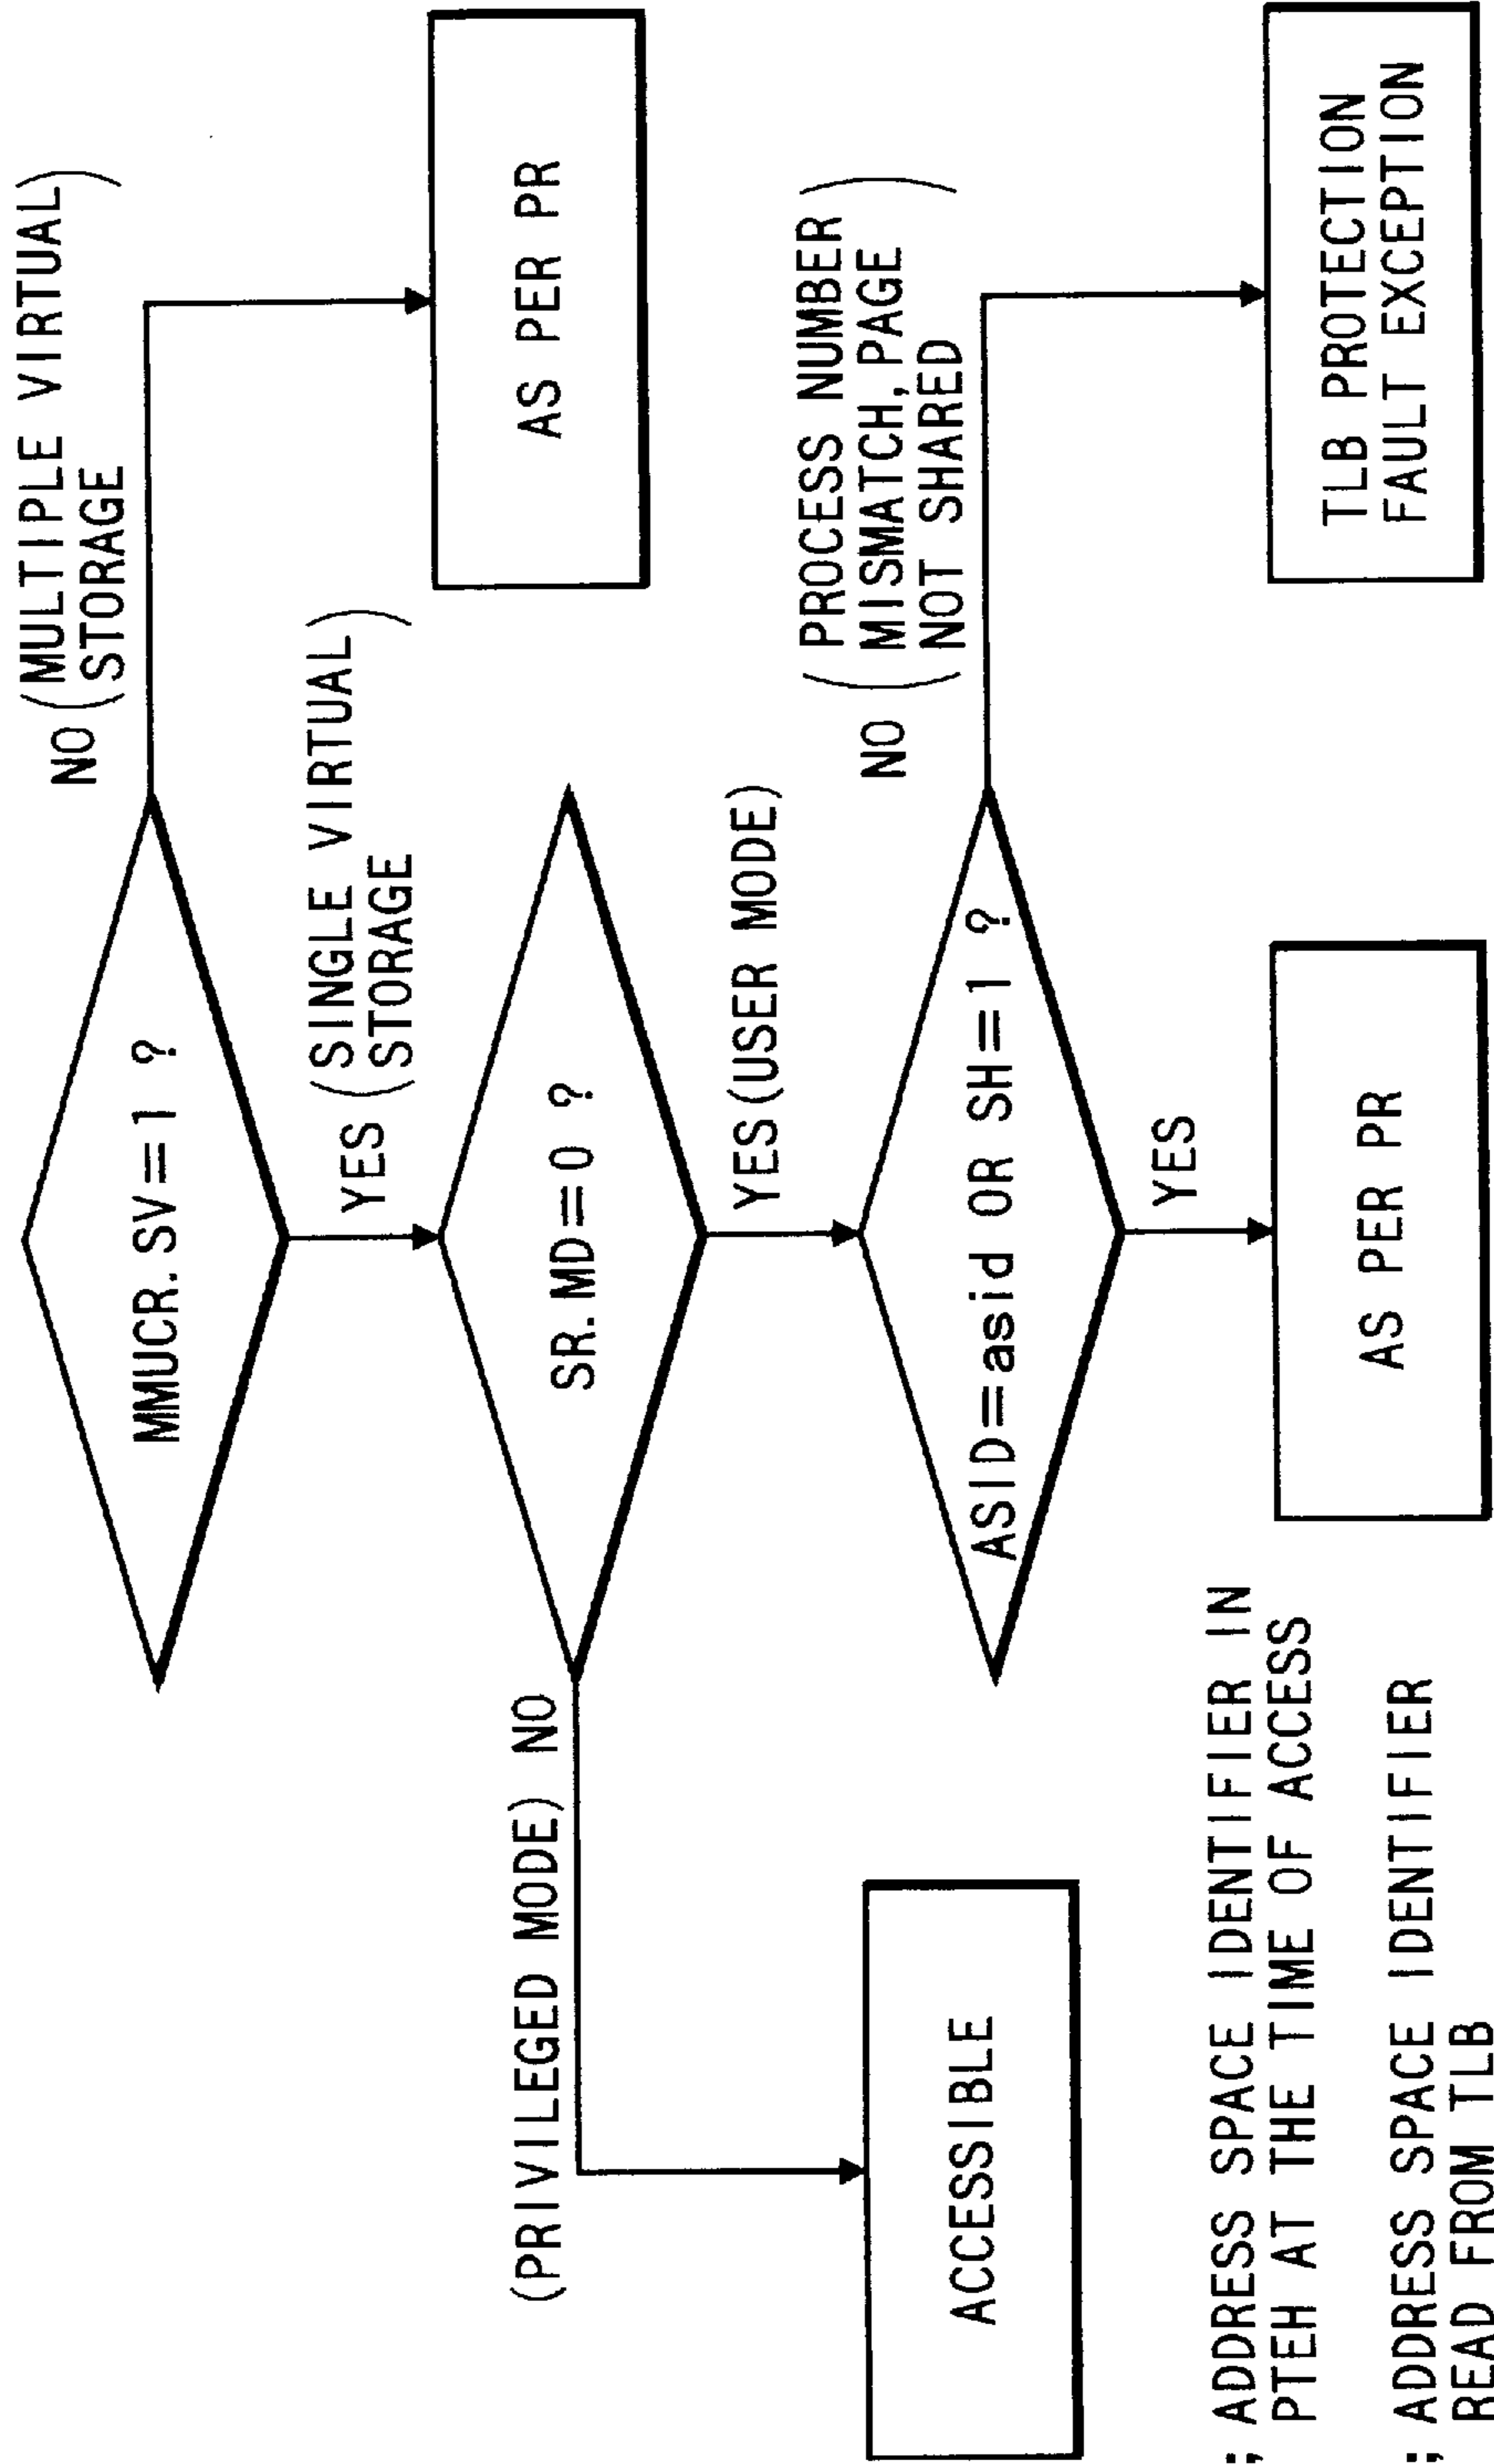 NO (MULTIPLE VIRTUAL
STORAGE)
MMUCR.SV=1 ?
AS PER PR
YES (SINGLE VIRTUAL
STORAGE)
(PRIVILEGED MODE) NO
SR.MD=0 ?
YES (USER MODE)
ACCESSIBLE
NO (PROCESS NUMBER
MISMATCH,PAGE
NOT SHARED)
ASID=asid OR SH=1 ?
YES
TLB PROTECTION
FAULT EXCEPTION
AS PER PR
; ADDRESS SPACE IDENTIFIER IN
PTEH AT THE TIME OF ACCESS
; ADDRESS SPACE IDENTIFIER
READ FROM TLB